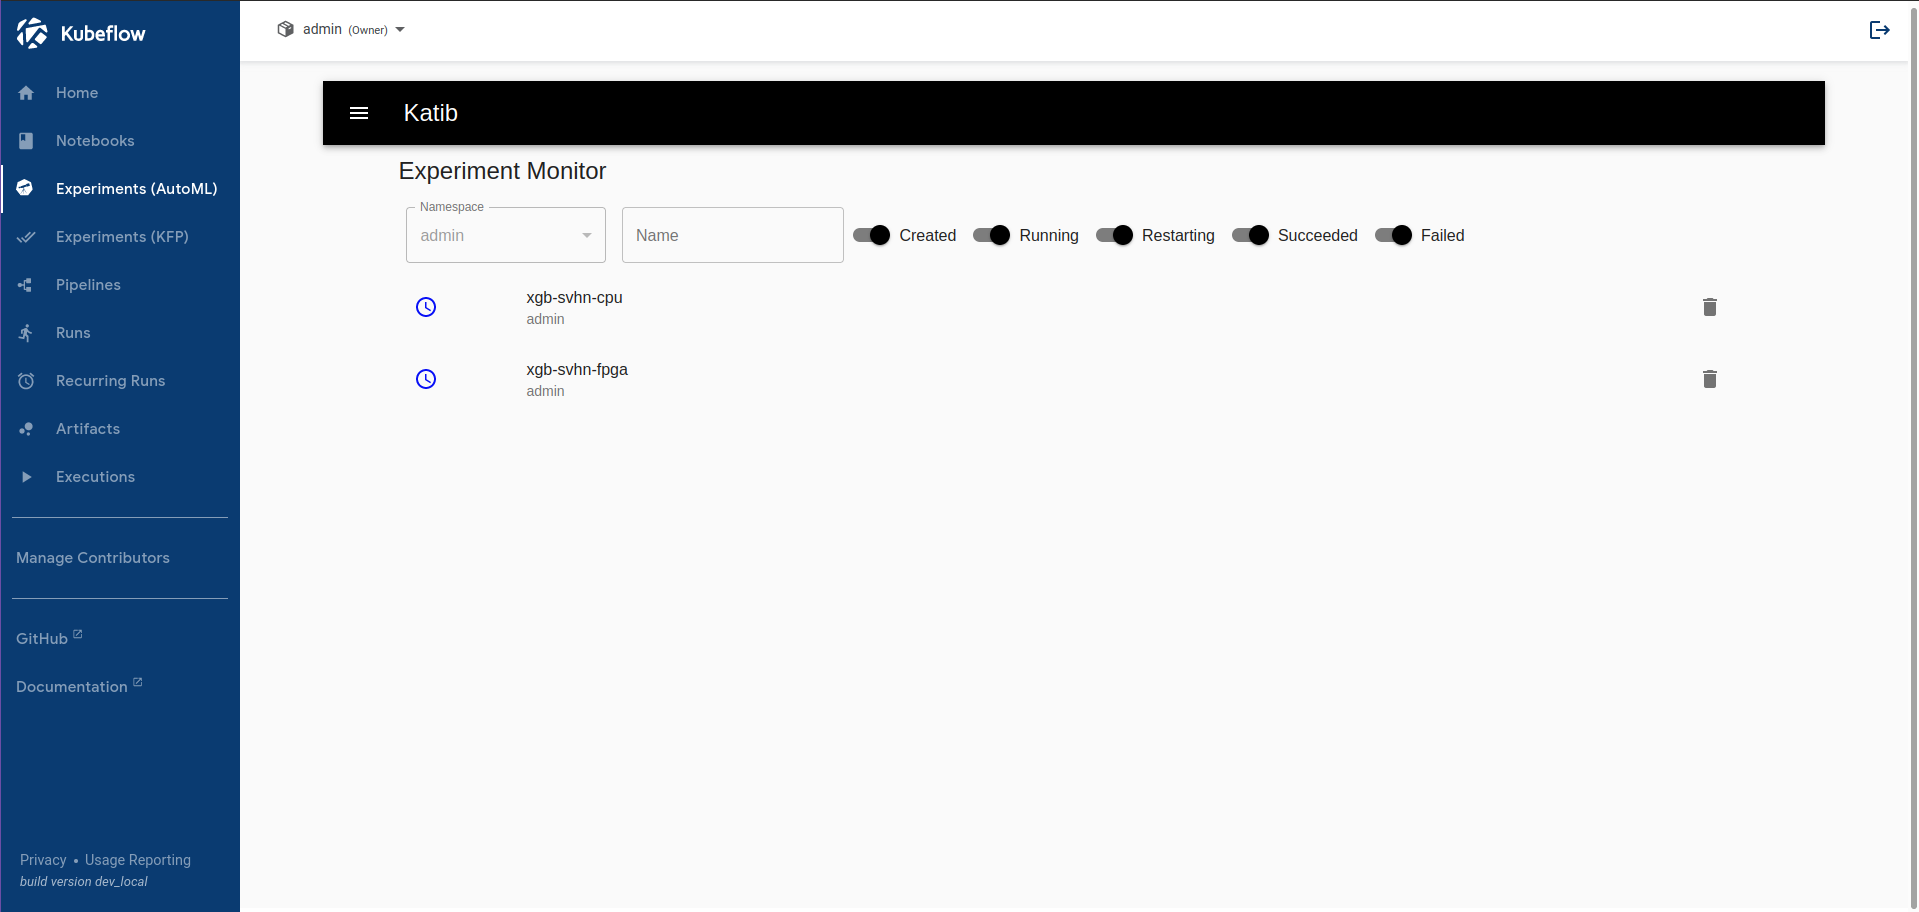 Kubeflow
Home
Notebooks
Experiments (AutoML)
Experiments (KFP)
Pipelines
Runs
Recurring Runs
Artifacts
Executions
Manage Contributors
GitHub
Documentation
Privacy • Usage Reporting
build version dev_local
admin (Owner)
Katib
Experiment Monitor
Namespace
admin
Name
Created
Running
Restarting
Succeeded
Failed
xgb-svhn-cpu
admin
xgb-svhn-fpga
admin